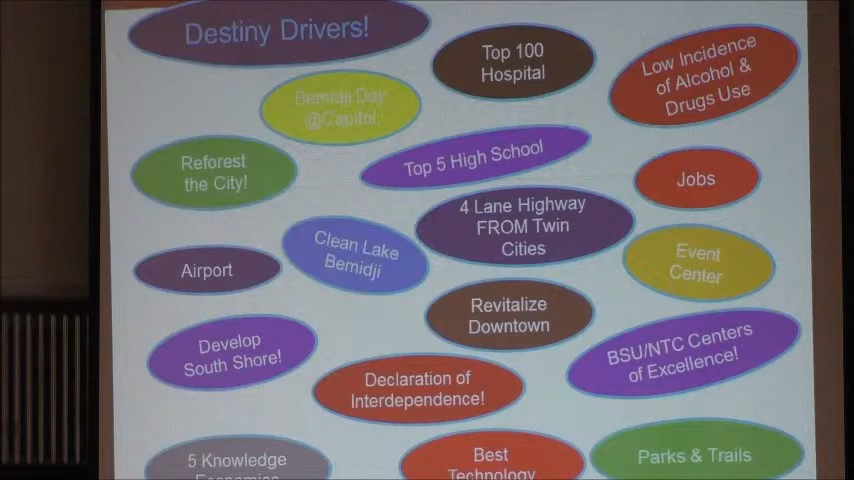 Destiny Drivers!
Top 100
Hospital
Low Incidence
of Alcohol &
Drugs Use
Bemidji Day
@Capitol
Reforest
the City!
Top 5 High School
Jobs
4 Lane Highway
FROM Twin
Cities
Clean Lake
Bemidji
Airport
Event
Center
Revitalize
Downtown
Develop
South Shore!
BSU/NTC Centers
of Excellence!
Declaration of
Interdependence!
5 Knowledge
Economics
Best
Technology
Parks & Trails